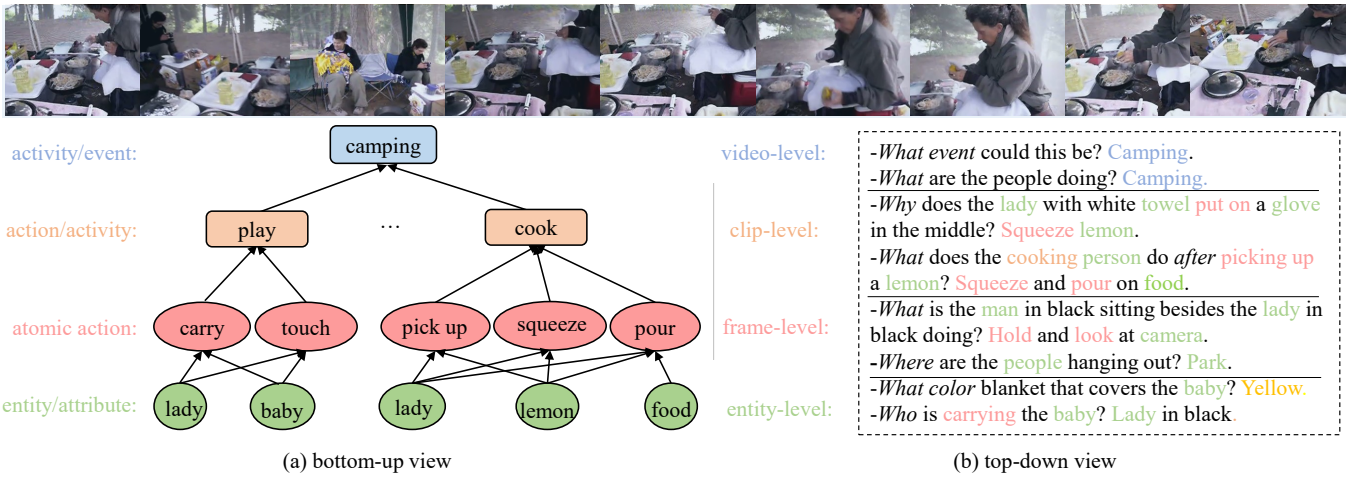 activity/event:
camping
video-level:
-What event could this be? Camping.
-What are the people doing? Camping.
action/activity:
play
...
cook
clip-level:
-Why does the lady with white towel put on a glove
in the middle? Squeeze lemon.
-What does the cooking person do after picking up
a lemon? Squeeze and pour on food.
atomic action:
carry
touch
pick up
squeeze
pour
frame-level:
-What is the man in black sitting besides the lady in
black doing? Hold and look at camera.
-Where are the people hanging out? Park.
entity/attribute:
lady
baby
lady
lemon
food
entity-level:
-What color blanket that covers the baby? Yellow.
-Who is carrying the baby? Lady in black.
(a) bottom-up view
(b) top-down view